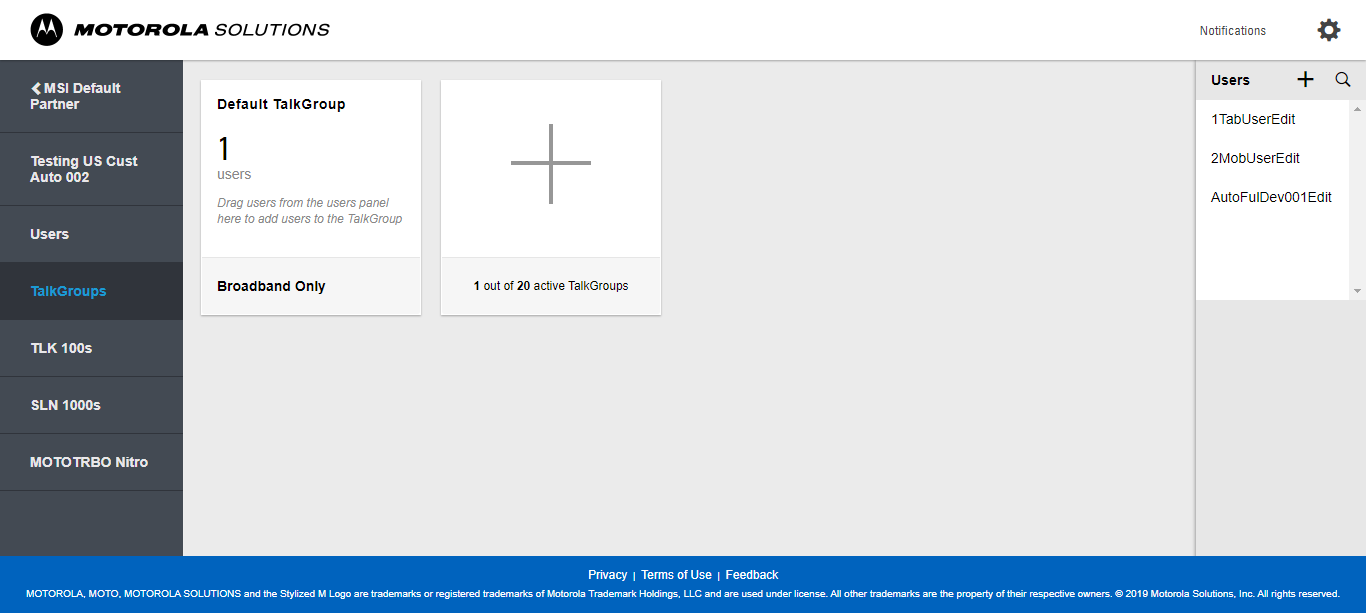 MOTOROLA SOLUTIONS
Notifications
MSI Default
Partner
Testing US Cust
Auto 002
Users
TalkGroups
TLK 100s
SLN 1000s
MOTOTRBO Nitro
Default TalkGroup
1
users
Drag users from the users panel
here to add users to the TalkGroup
Broadband Only
1 out of 20 active TalkGroups
Users
1TabUserEdit
2MobUserEdit
AutoFulDev001Edit
Privacy | Terms of Use | Feedback
MOTOROLA, MOTO, MOTOROLA SOLUTIONS and the Stylized M Logo are trademarks or registered trademarks of Motorola Trademark Holdings, LLC and are used under license. All other trademarks are the property of their respective owners. © 2019 Motorola Solutions, Inc. All rights reserved.